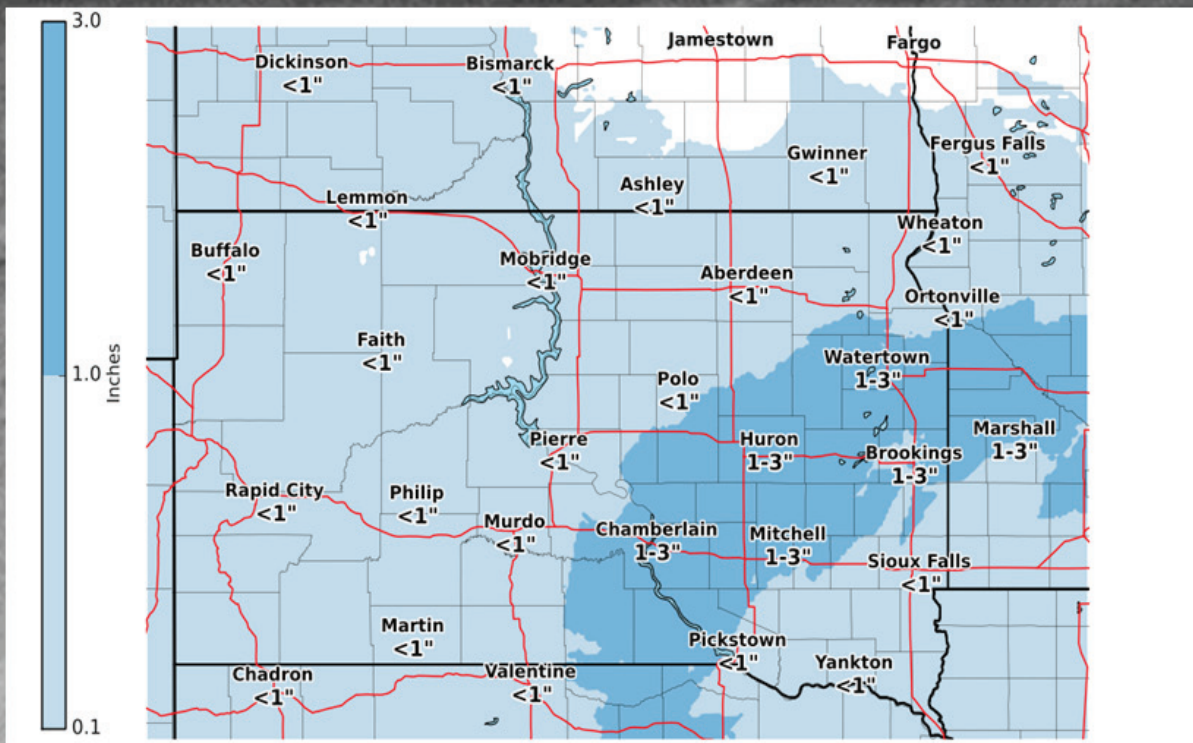 3.0
1.0
0.1
Inches
Jamestown
Fargo
Dickinson
<1"
Bismarck
<1"
Gwinner
<1"
Fergus Falls
<1"
Ashley
<1"
Lemmon
<1"
Wheaton
<1"
Buffalo
<1"
Mobridge
<1"
Aberdeen
<1"
Ortonville
<1"
Faith
<1"
Watertown
1-3"
Polo
<1"
Marshall
1-3"
Pierre
<1"
Huron
1-3"
Brookings
1-3"
Rapid City
<1"
Philip
<1"
Murdo
<1"
Chamberlain
1-3"
Mitchell
1-3"
Sioux Falls
<1"
Martin
<1"
Pickstown
<1"
Yankton
<1"
Chadron
<1"
Valentine
<1"